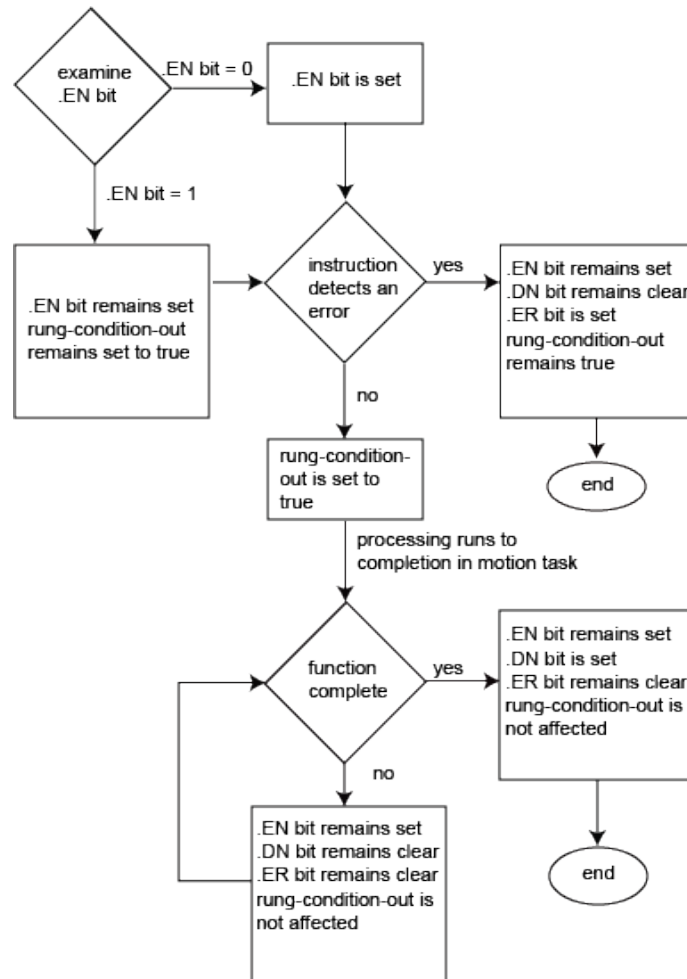 examine
.EN bit
.EN bit = 0
.EN bit is set
.EN bit = 1
.EN bit remains set
rung-condition-out
remains set to true
instruction
detects an
error
yes
.EN bit remains set
.DN bit remains clear
.ER bit is set
rung-condition-out
remains true
end
no
rung-condition-
out is set to
true
processing runs to
completion in motion task
function
complete
yes
.EN bit remains set
.DN bit is set
.ER bit remains clear
rung-condition-out is
not affected
end
no
.EN bit remains set
.DN bit remains clear
.ER bit remains clear
rung-condition-out is
not affected